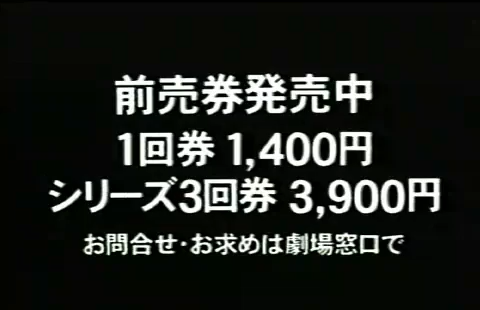 前売券発売中
1回券 1,400円
シリーズ3回券 3,900円
お問合せ・お求めは劇場窓口で